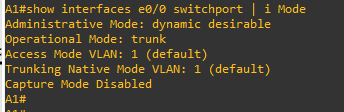 A1#show interfaces e0/0 switchport | i Mode
Administrative Mode: dynamic desirable
Operational Mode: trunk
Access Mode VLAN: 1 (default)
Trunking Native Mode VLAN: 1 (default)
Capture Mode Disabled
A1#